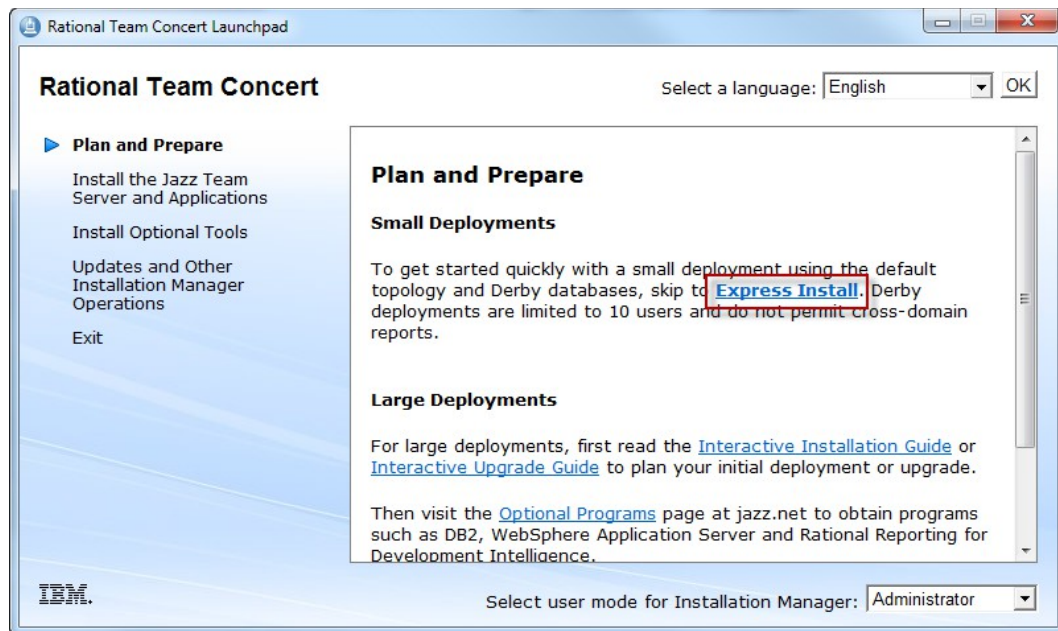 Rational Team Concert Launchpad
Rational Team Concert
Select a language: English OK
Plan and Prepare
Install the Jazz Team
Server and Applications
Install Optional Tools
Updates and Other
Installation Manager
Operations
Exit
Plan and Prepare
Small Deployments
To get started quickly with a small deployment using the default
topology and Derby databases, skip to Express Install. Derby
deployments are limited to 10 users and do not permit cross-domain
reports.
Large Deployments
For large deployments, first read the Interactive Installation Guide or
Interactive Upgrade Guide to plan your initial deployment or upgrade.
Then visit the Optional Programs page at jazz.net to obtain programs
such as DB2, WebSphere Application Server and Rational Reporting for
Development Intelligence.
IBM.
Select user mode for Installation Manager: Administrator